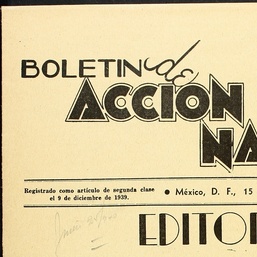 BOLETIN de
ACCION
NA
Registrado como artículo de segunda clase
el 9 de diciembre de 1939.
● México, D. F., 15
EDITO